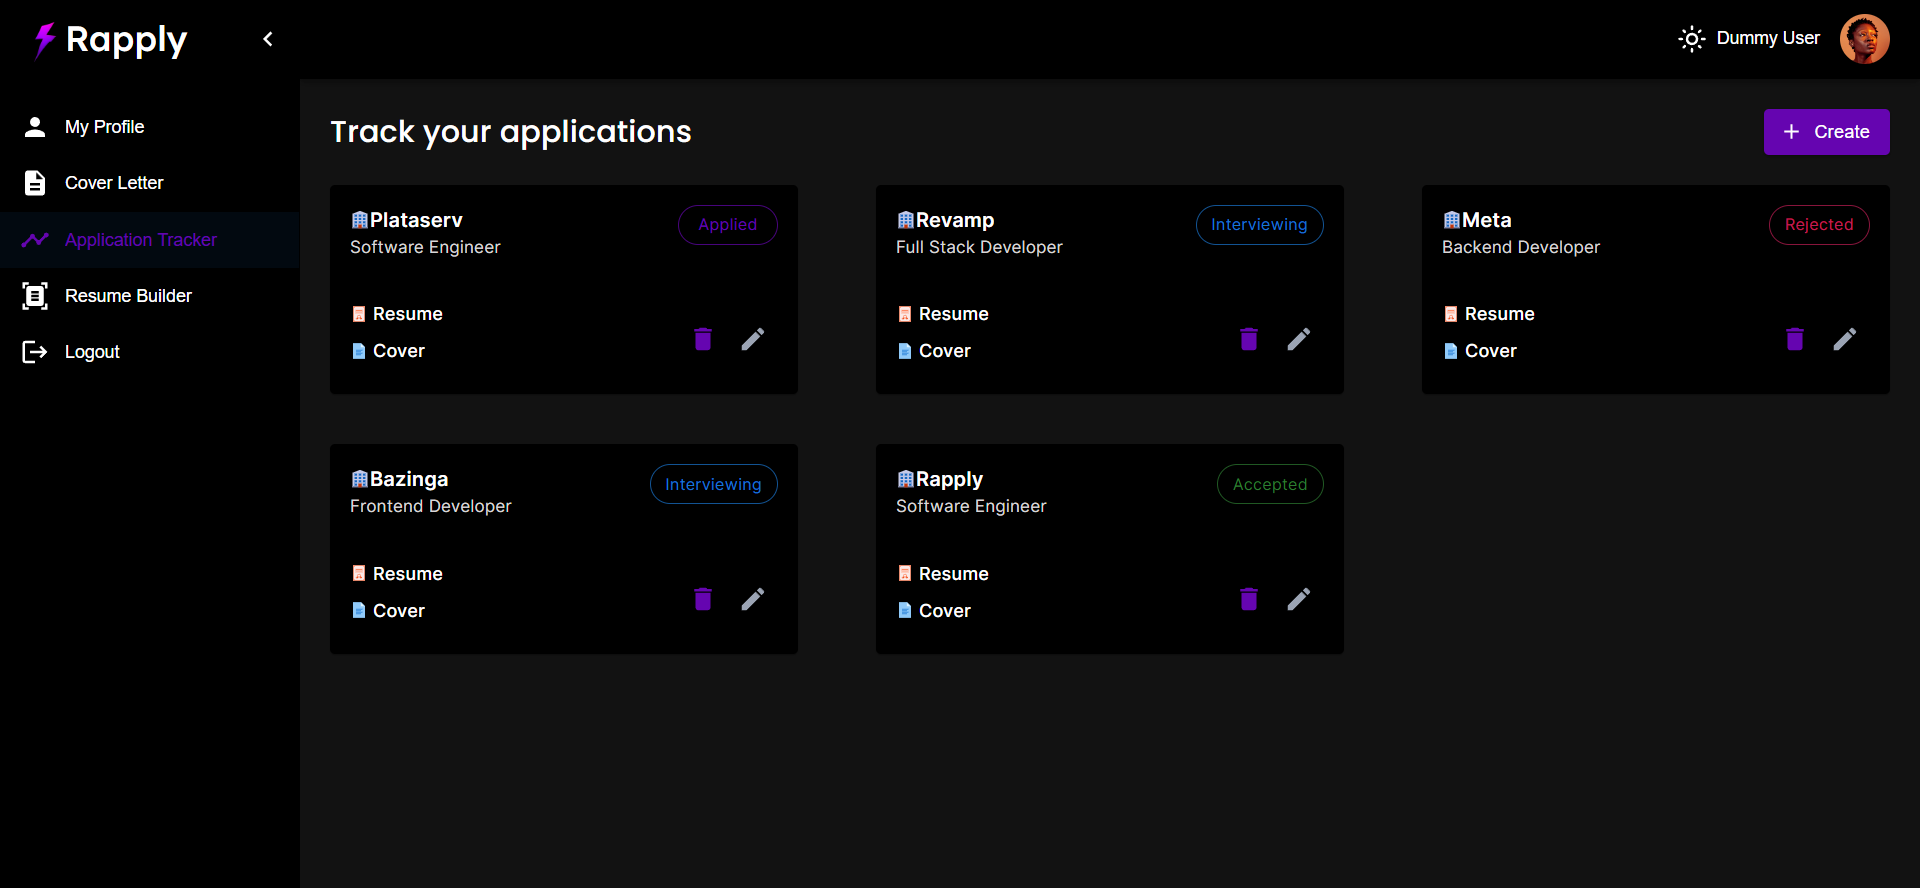 Rapply
Dummy User
My Profile
Cover Letter
Application Tracker
Resume Builder
Logout
Track your applications
Create
Plataserv
Applied
Software Engineer
Resume
Cover
Revamp
Interviewing
Full Stack Developer
Resume
Cover
Meta
Rejected
Backend Developer
Resume
Cover
Bazinga
Interviewing
Frontend Developer
Resume
Cover
Rapply
Accepted
Software Engineer
Resume
Cover